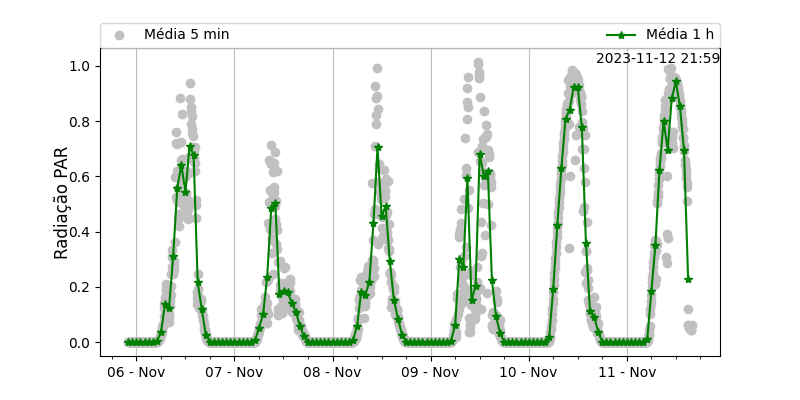 Média 5 min
Média 1 h
2023-11-12 21:59
Radiação PAR
1.0
0.8
0.6
0.4
0.2
0.0
06 - Nov
07 - Nov
08 - Nov
09 - Nov
10 - Nov
11 - Nov